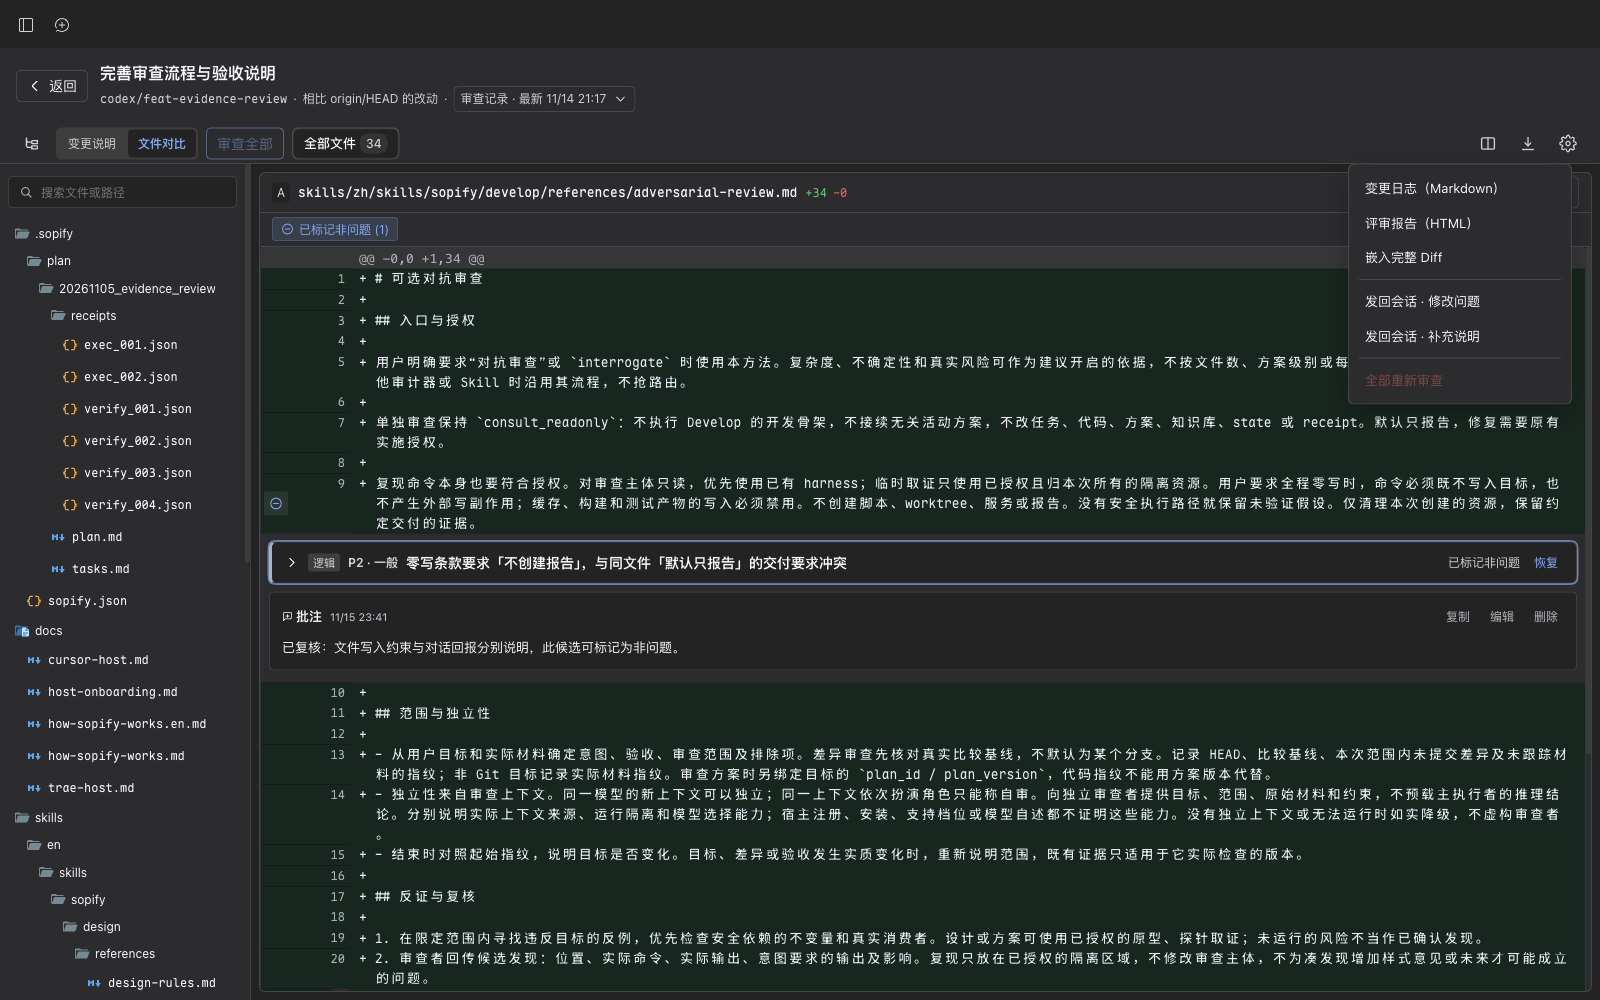 返回
完善审查流程与验收说明
codex/feat-evidence-review · 相比 origin/HEAD 的改动 ·
审查记录 · 最新 11/14 21:17
变更说明
文件对比
审查全部
全部文件 34
搜索文件或路径
.sopify
plan
20261105_evidence_review
receipts
exec_001.json
exec_002.json
verify_001.json
verify_002.json
verify_003.json
verify_004.json
plan.md
tasks.md
sopify.json
docs
cursor-host.md
host-onboarding.md
how-sopify-works.en.md
how-sopify-works.md
trae-host.md
skills
en
skills
sopify
design
references
design-rules.md
A skills/zh/skills/sopify/develop/references/adversarial-review.md +34 -0
已标记非问题 (1)
@@ -0,0 +1,34 @@
1 + # 可选对抗审查
2 +
3 + ## 入口与授权
4 +
5 + 用户明确要求“对抗审查”或 `interrogate` 时使用本方法。复杂度、不确定性和真实风险可作为建议开启的依据，不按文件数、方案级别或每
他审计器或 Skill 时沿用其流程，不抢路由。
6 +
7 + 单独审查保持 `consult_readonly`：不执行 Develop 的开发骨架，不接续无关活动方案，不改任务、代码、方案、知识库、state 或 receipt。默认只报告，修复需要原有
实施授权。
8 +
9 + 复现命令本身也要符合授权。对审查主体只读，优先使用已有 harness；临时取证只使用已授权且归本次所有的隔离资源。用户要求全程零写时，命令必须既不写入目标，也
不产生外部写副作用；缓存、构建和测试产物的写入必须禁用。不创建脚本、worktree、服务或报告。没有安全执行路径就保留未验证假设。仅清理本次创建的资源，保留约
定交付的证据。
逻辑 P2 · 一般 零写条款要求「不创建报告」，与同文件「默认只报告」的交付要求冲突
已标记非问题 恢复
批注 11/15 23:41
复制 编辑 删除
已复核：文件写入约束与对话回报分别说明，此候选可标记为非问题。
10 +
11 + ## 范围与独立性
12 +
13 + - 从用户目标和实际材料确定意图、验收、审查范围及排除项。差异审查先核对真实比较基线，不默认为某个分支。记录 HEAD、比较基线、本次范围内未提交差异及未跟踪材
料的指纹；非 Git 目标记录实际材料指纹。审查方案时另绑定目标的 `plan_id / plan_version`，代码指纹不能用方案版本代替。
14 + - 独立性来自审查上下文。同一模型的新上下文可以独立；同一上下文依次扮演角色只能称自审。向独立审查者提供目标、范围、原始材料和约束，不预载主执行者的推理结
论。分别说明实际上下文来源、运行隔离和模型选择能力；宿主注册、安装、支持档位或模型自述都不证明这些能力。没有独立上下文或无法运行时如实降级，不虚构审查者
。
15 + - 结束时对照起始指纹，说明目标是否变化。目标、差异或验收发生实质变化时，重新说明范围，既有证据只适用于它实际检查的版本。
16 +
17 + ## 反证与复核
18 +
19 + 1. 在限定范围内寻找违反目标的反例，优先检查安全依赖的不变量和真实消费者。设计或方案可使用已授权的原型、探针取证；未运行的风险不当作已确认发现。
20 + 2. 审查者回传候选发现：位置、实际命令、实际输出、意图要求的输出及影响。复现只放在已授权的隔离区域，不修改审查主体，不为凑发现增加样式意见或未来才可能成立
的问题。
变更日志（Markdown）
评审报告（HTML）
嵌入完整 Diff
发回会话 · 修改问题
发回会话 · 补充说明
全部重新审查